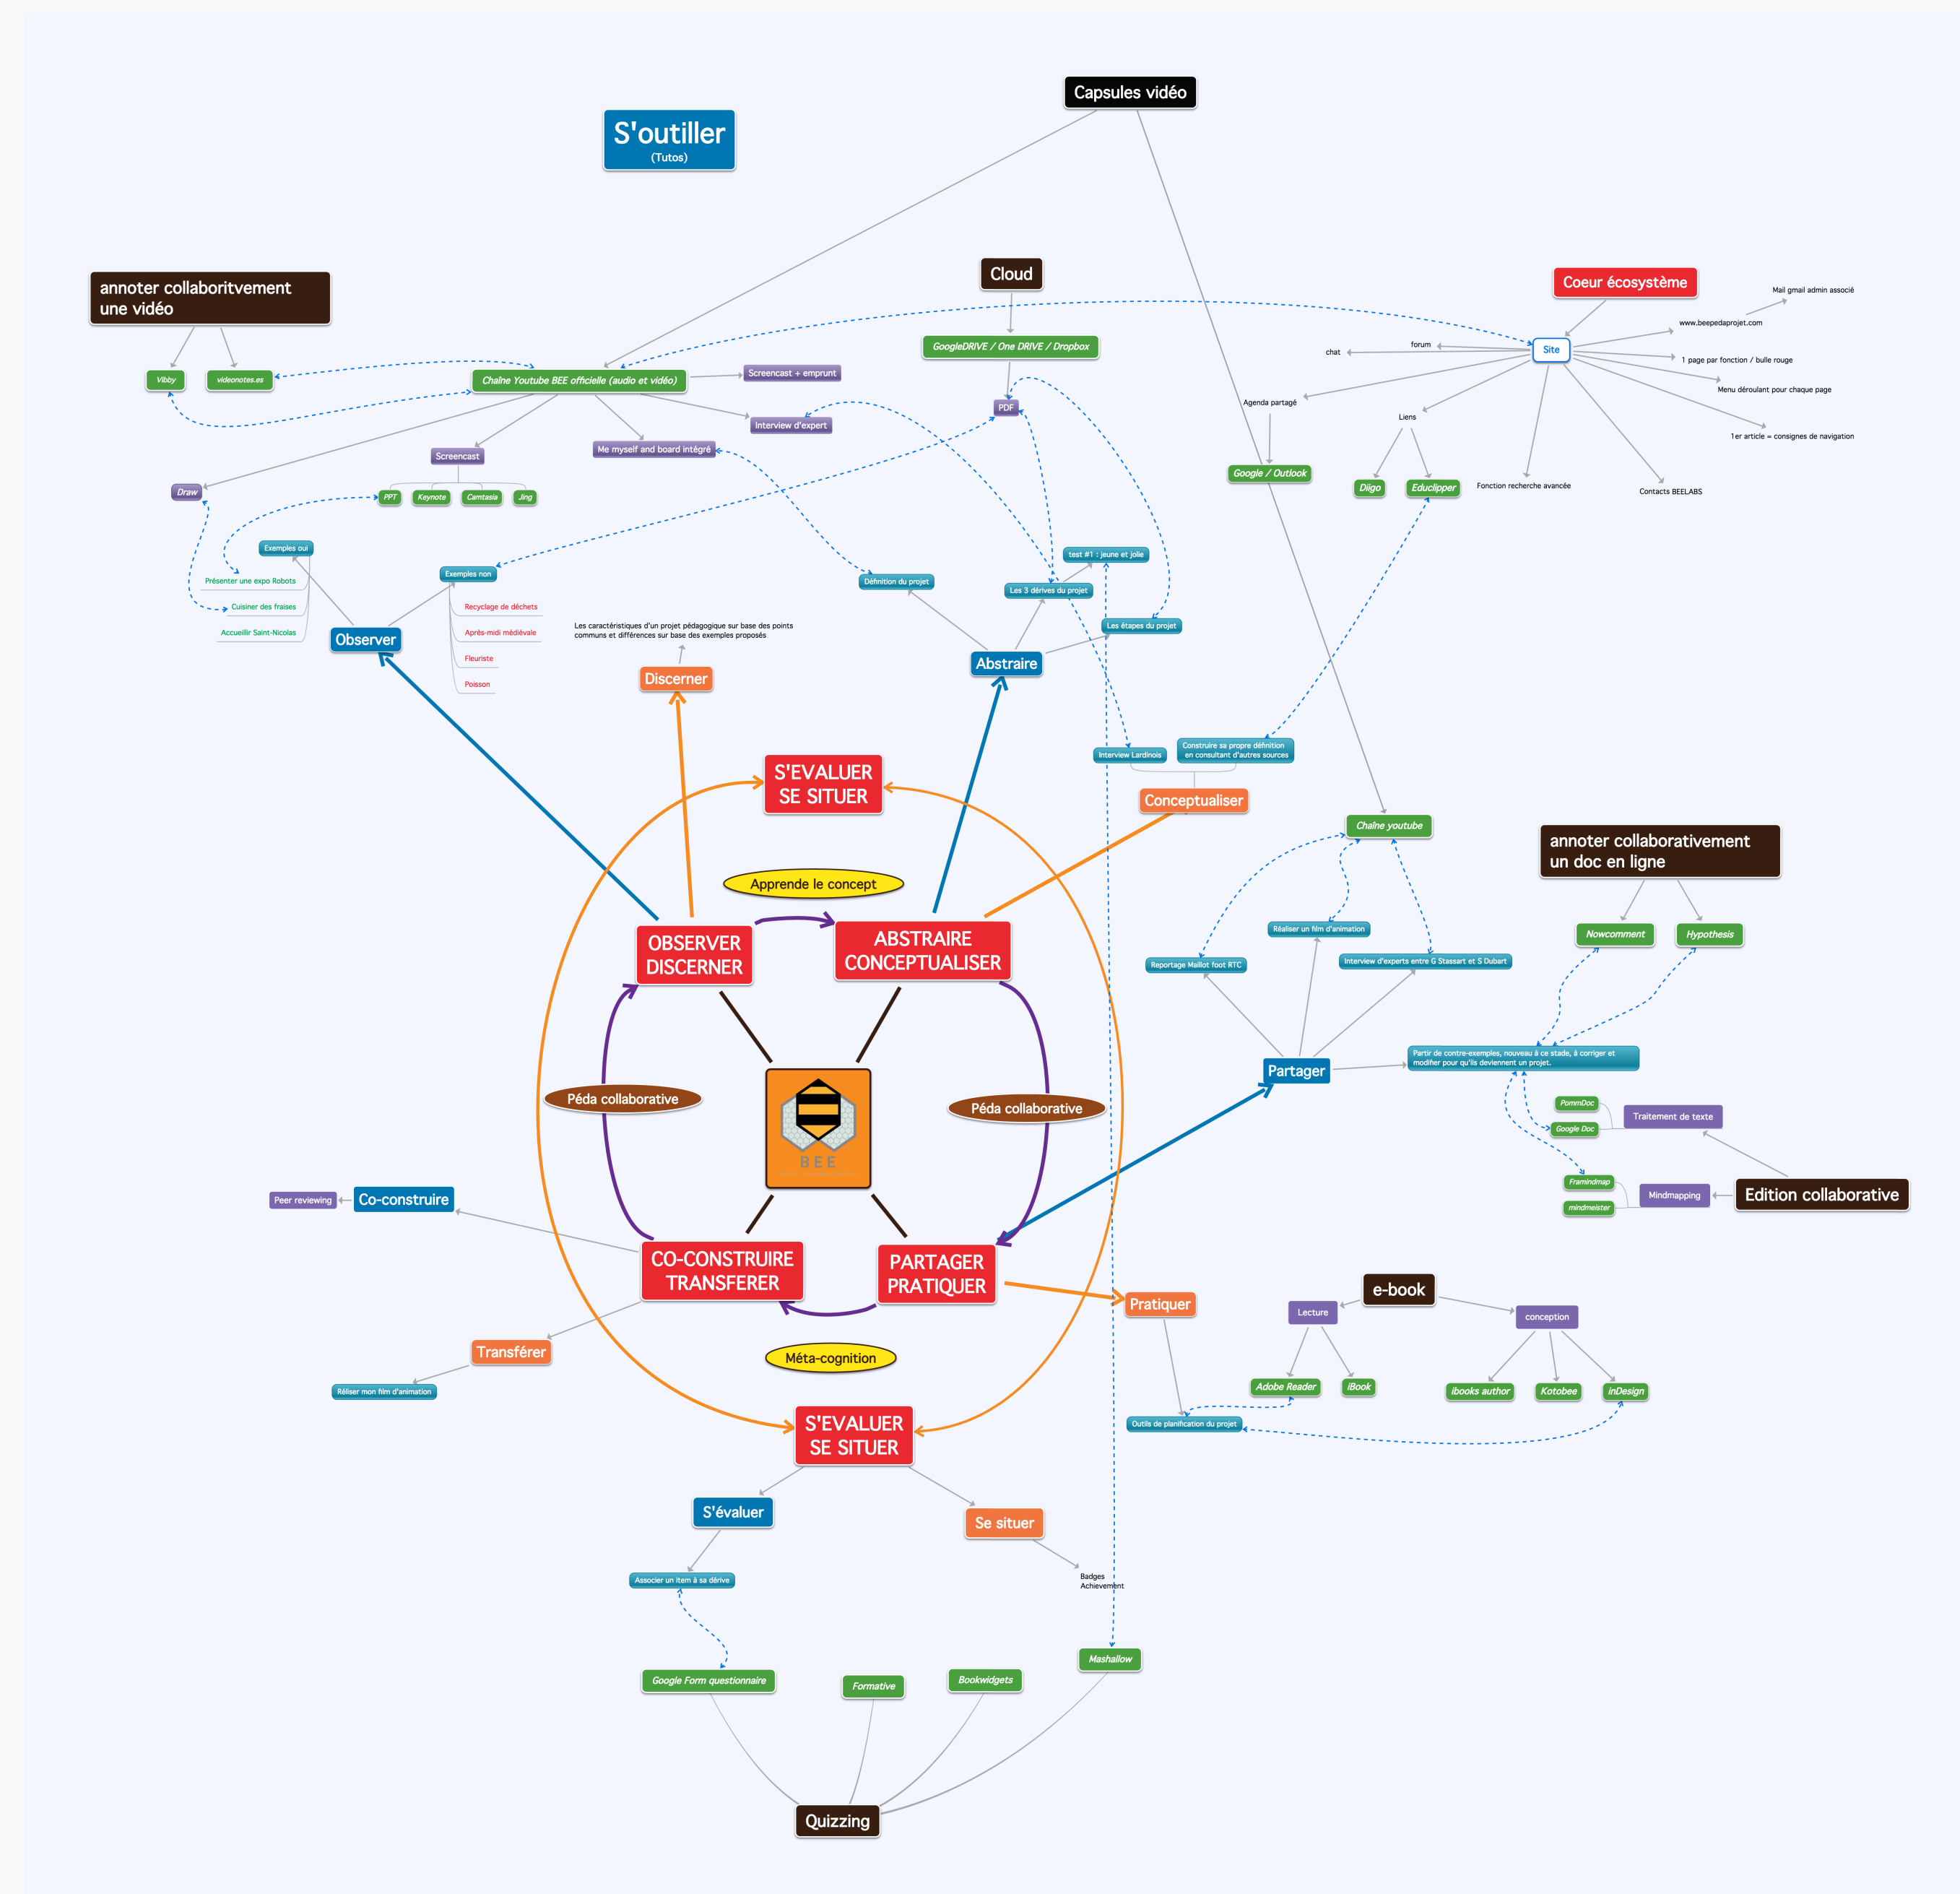 Capsules vidéo
S'outiller
(Tutos)
Cloud
Coeur écosystème
annoter collaboritvement
une vidéo
Mail gmail admin associé
www.beepedaprojet.com
GoogleDRIVE / One DRIVE / Dropbox
forum
chat
Site
1 page par fonction / bulle rouge
Vibby
videonotes.es
Chaîne Youtube BEE officielle (audio et vidéo)
Screencast + emprunt
Menu déroulant pour chaque page
Agenda partagé
PDF
Liens
Interview d'expert
1er article = consignes de navigation
Me myself and board intégré
Screencast
Google / Outlook
Draw
PPT
Keynote
Camtasia
Jing
Diigo
Educlipper
Fonction recherche avancée
Contacts BEELABS
Exemples oui
Présenter une expo Robots
Cuisiner des fraises
Accueillir Saint-Nicolas
Exemples non
Recyclage de déchets
Après-midi médiévale
Fleuriste
Poisson
Observer
test #1 : jeune et jolie
Définition du projet
Les 3 dérives du projet
Les étapes du projet
Les caractéristiques d'un projet pédagogique sur base des points
communs et différences sur base des exemples proposés
Discerner
Abstraire
Interview Lardinois
Construire sa propre définition
en consultant d'autres sources
S'EVALUER
SE SITUER
Conceptualiser
Chaîne youtube
annoter collaborativement
un doc en ligne
Apprende le concept
OBSERVER
DISCERNER
ABSTRAIRE
CONCEPTUALISER
Réaliser un film d'animation
Reportage Maillot foot RTC
Interview d'experts entre G Stassart et S Dubart
Nowcomment
Hypothesis
Partager
Partir de contre-exemples, nouveau à ce stade, à corriger et
modifier pour qu'ils deviennent un projet.
Péda collaborative
Péda collaborative
BEE
PommDoc
Google Doc
Traitement de texte
Framindmap
mindmeister
Mindmapping
Edition collaborative
Peer reviewing
Co-construire
CO-CONSTRUIRE
TRANSFERER
PARTAGER
PRATIQUER
Pratiquer
e-book
Lecture
conception
Transférer
Réliser mon film d'animation
Méta-cognition
Adobe Reader
iBook
ibooks author
Kotobee
inDesign
Outils de planification du projet
S'EVALUER
SE SITUER
S'évaluer
Se situer
Associer un item à sa dérive
Badges
Achievement
Google Form questionnaire
Formative
Bookwidgets
Mashallow
Quizzing